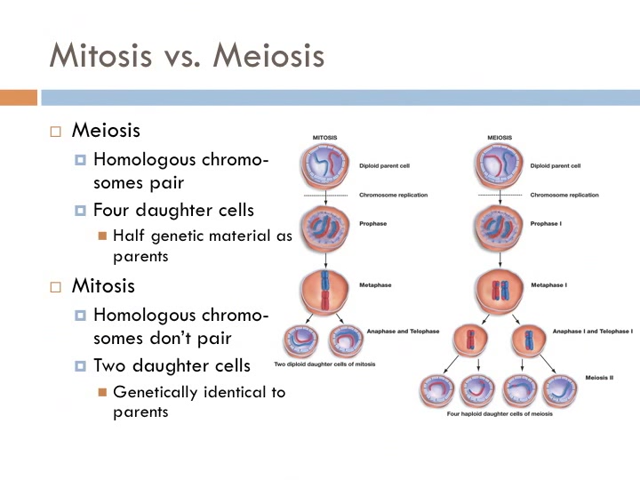 Mitosis vs. Meiosis
Meiosis
Homologous chromo-
somes pair
Four daughter cells
Half genetic material as
parents
Mitosis
Homologous chromo-
somes don't pair
Two daughter cells
Genetically identical to
parents
MITOSIS
Diploid parent cell
Chromosome replication
Prophase
Metaphase
Anaphase and Telophase
Two diploid daughter cells of mitosis
MEIOSIS
Diploid parent cell
Chromosome replication
Prophase I
Metaphase I
Anaphase I and Telophase I
Meiosis II
Four haploid daughter cells of meiosis